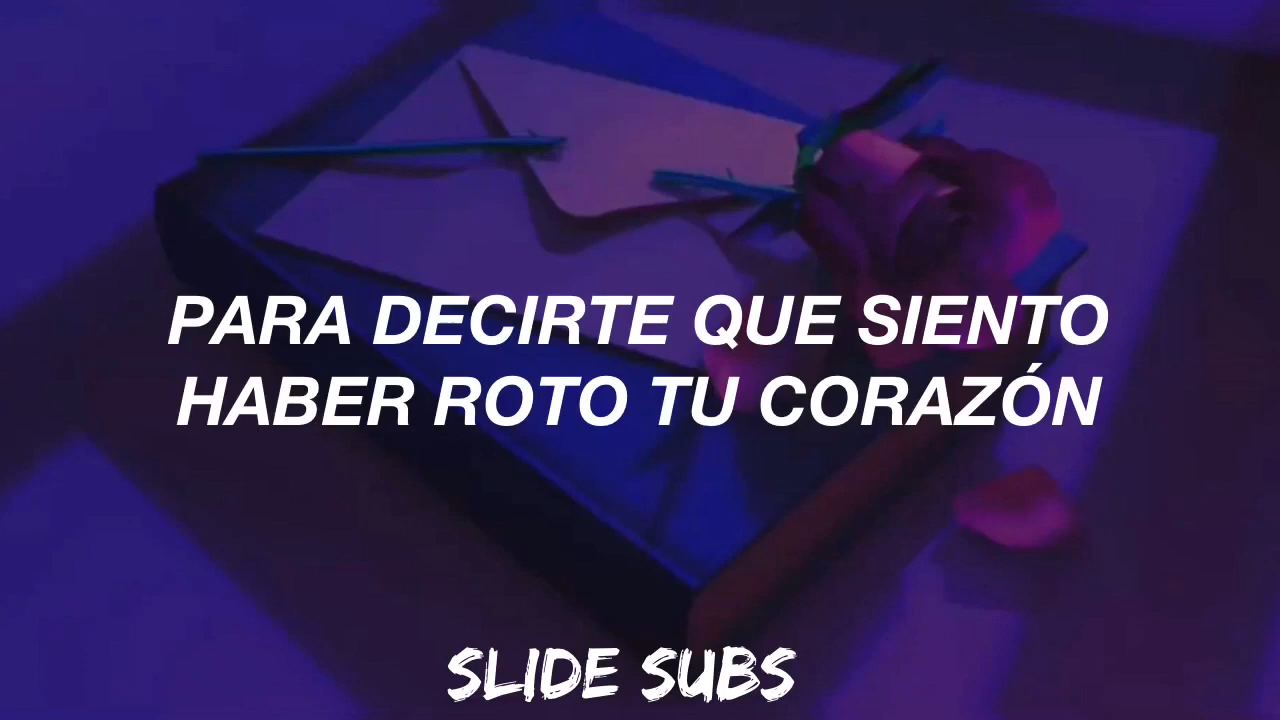 PARA DECIRTE QUE SIENTO
HABER ROTO TU CORAZÓN
SLIDE SUBS